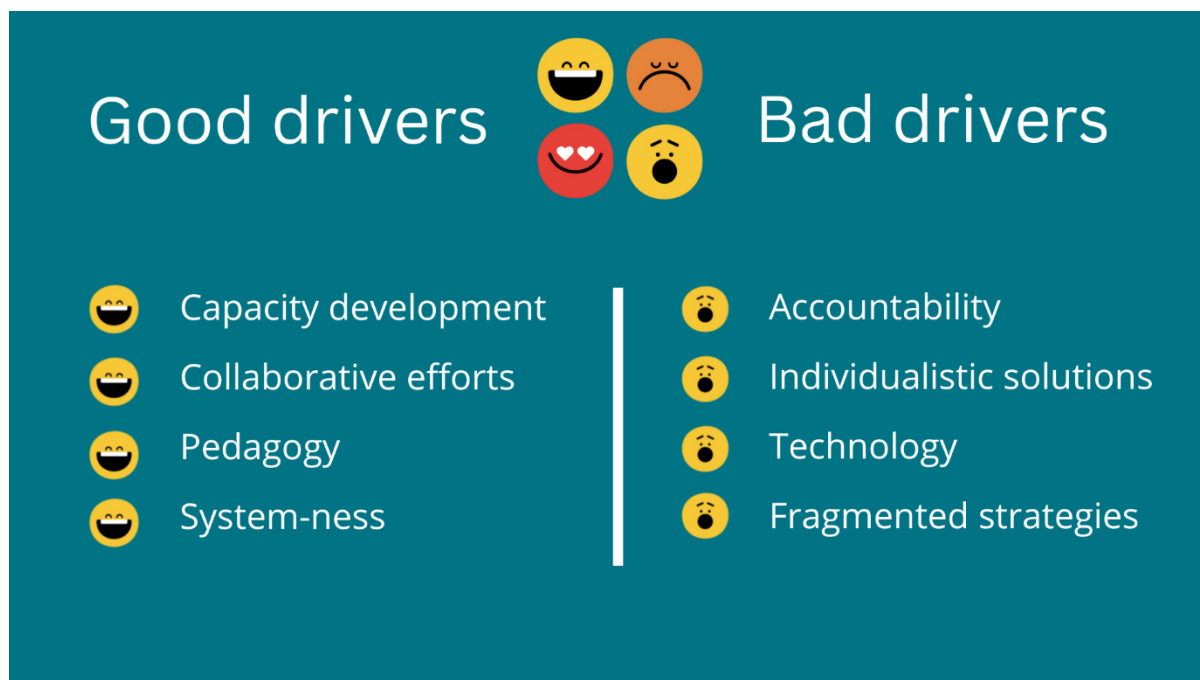 Good drivers
Bad drivers
Capacity development
Collaborative efforts
Pedagogy
System-ness
Accountability
Individualistic solutions
Technology
Fragmented strategies